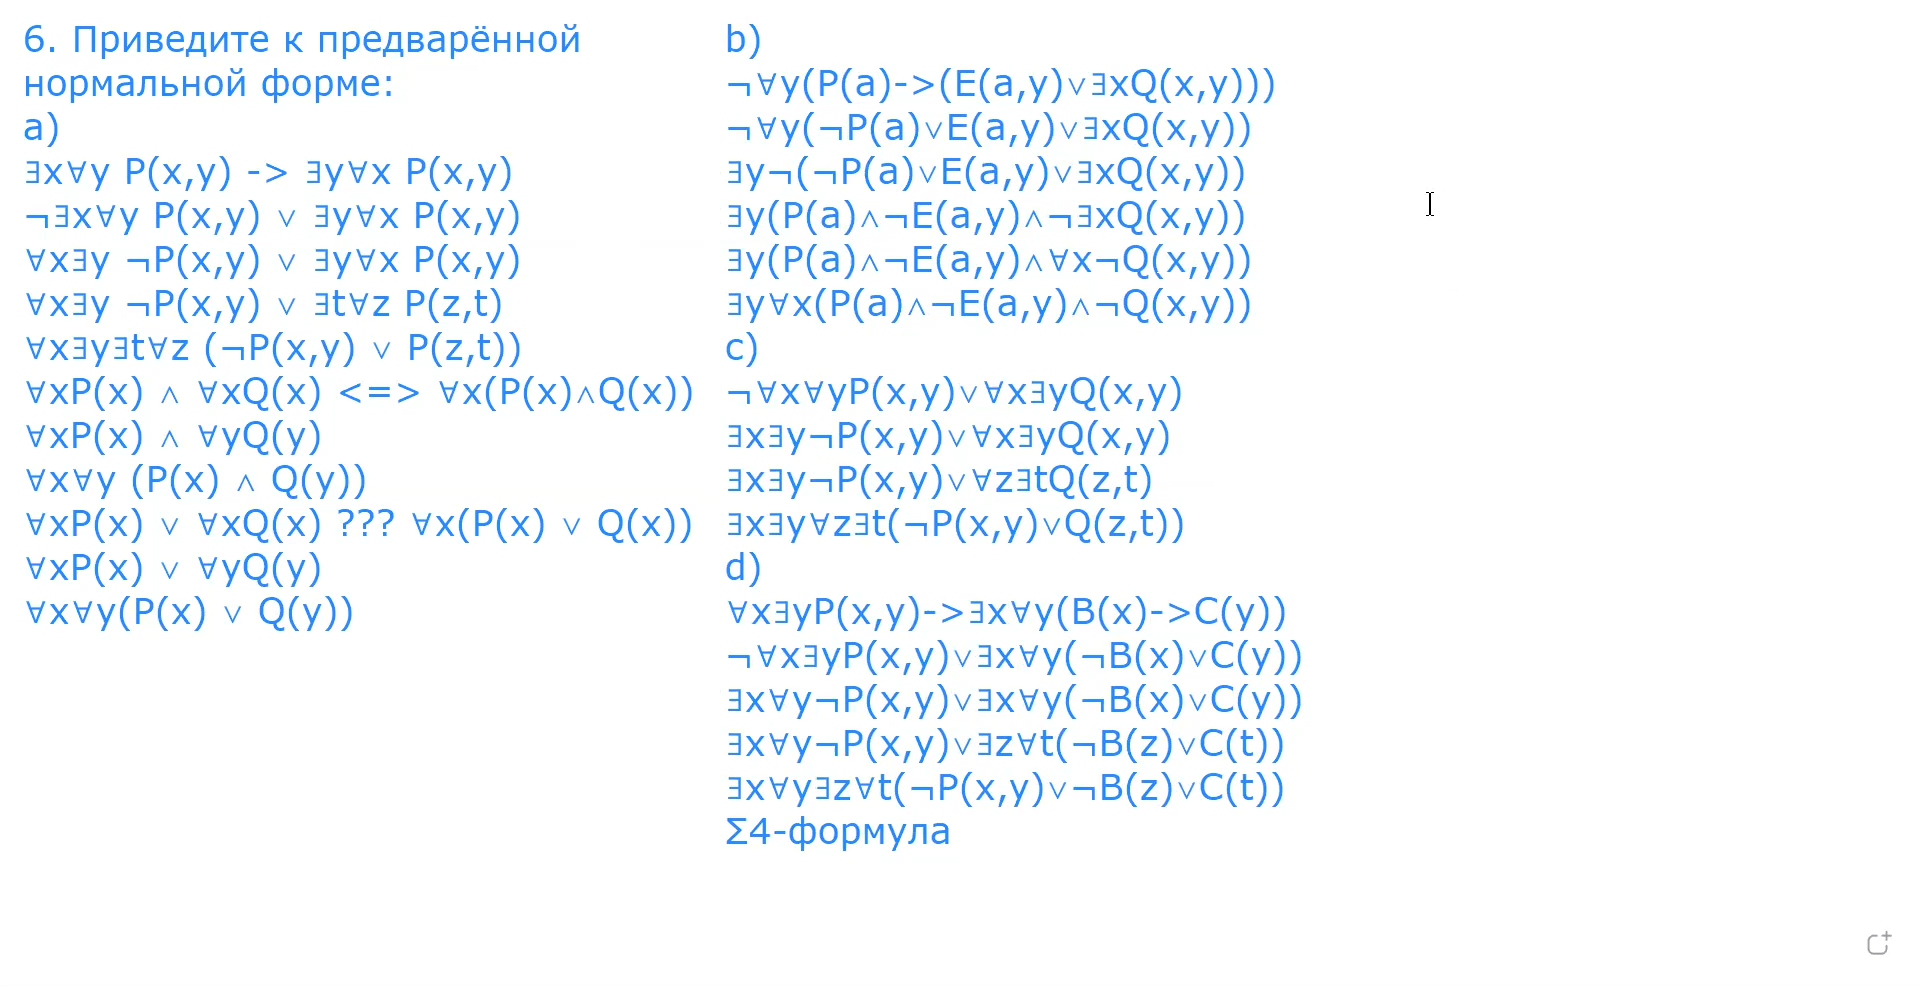 6. Приведите к предварённой
нормальной форме:
a)
∃x∀y P(x,y) -> ∃y∀x P(x,y)
¬∃x∀y P(x,y) ∨ ∃y∀x P(x,y)
∀x∃y ¬P(x,y) ∨ ∃y∀x P(x,y)
∀x∃y ¬P(x,y) ∨ ∃t∀z P(z,t)
∀x∃y∃t∀z (¬P(x,y) ∨ P(z,t))
∀xP(x) ∧ ∀xQ(x) <=> ∀x(P(x)∧Q(x))
∀xP(x) ∧ ∀yQ(y)
∀x∀y (P(x) ∧ Q(y))
∀xP(x) ∨ ∀xQ(x) ??? ∀x(P(x) ∨ Q(x))
∀xP(x) ∨ ∀yQ(y)
∀x∀y(P(x) ∨ Q(y))
b)
¬∀y(P(a)->(E(a,y)∨∃xQ(x,y)))
¬∀y(¬P(a)∨E(a,y)∨∃xQ(x,y))
∃y¬(¬P(a)∨E(a,y)∨∃xQ(x,y))
∃y(P(a)∧¬E(a,y)∧¬∃xQ(x,y))
∃y(P(a)∧¬E(a,y)∧∀x¬Q(x,y))
∃y∀x(P(a)∧¬E(a,y)∧¬Q(x,y))
c)
¬∀x∀yP(x,y)∨∀x∃yQ(x,y)
∃x∃y¬P(x,y)∨∀x∃yQ(x,y)
∃x∃y¬P(x,y)∨∀z∃tQ(z,t)
∃x∃y∀z∃t(¬P(x,y)∨Q(z,t))
d)
∀x∃yP(x,y)->∃x∀y(B(x)->C(y))
¬∀x∃yP(x,y)∨∃x∀y(¬B(x)∨C(y))
∃x∀y¬P(x,y)∨∃x∀y(¬B(x)∨C(y))
∃x∀y¬P(x,y)∨∃z∀t(¬B(z)∨C(t))
∃x∀y∃z∀t(¬P(x,y)∨¬B(z)∨C(t))
Σ4-формула